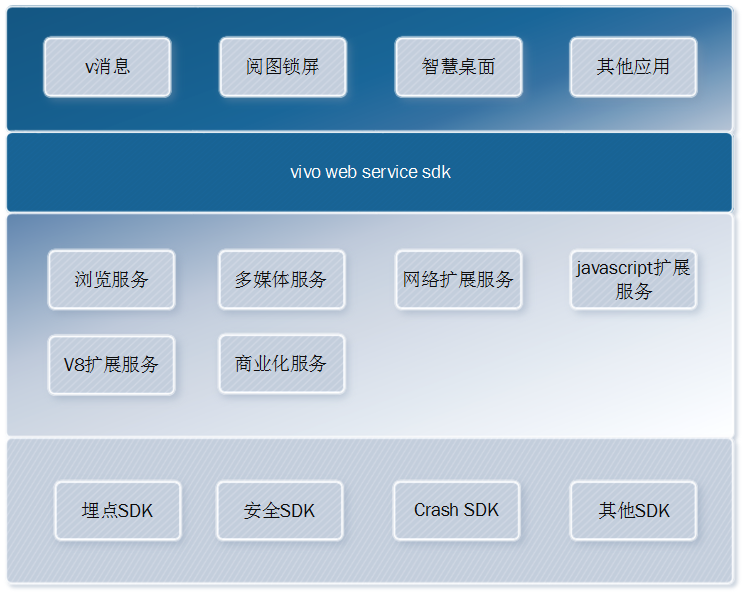 v消息
阅图锁屏
智慧桌面
其他应用
vivo web service sdk
浏览服务
多媒体服务
网络扩展服务
javascript扩展
服务
V8扩展服务
商业化服务
埋点SDK
安全SDK
Crash SDK
其他SDK